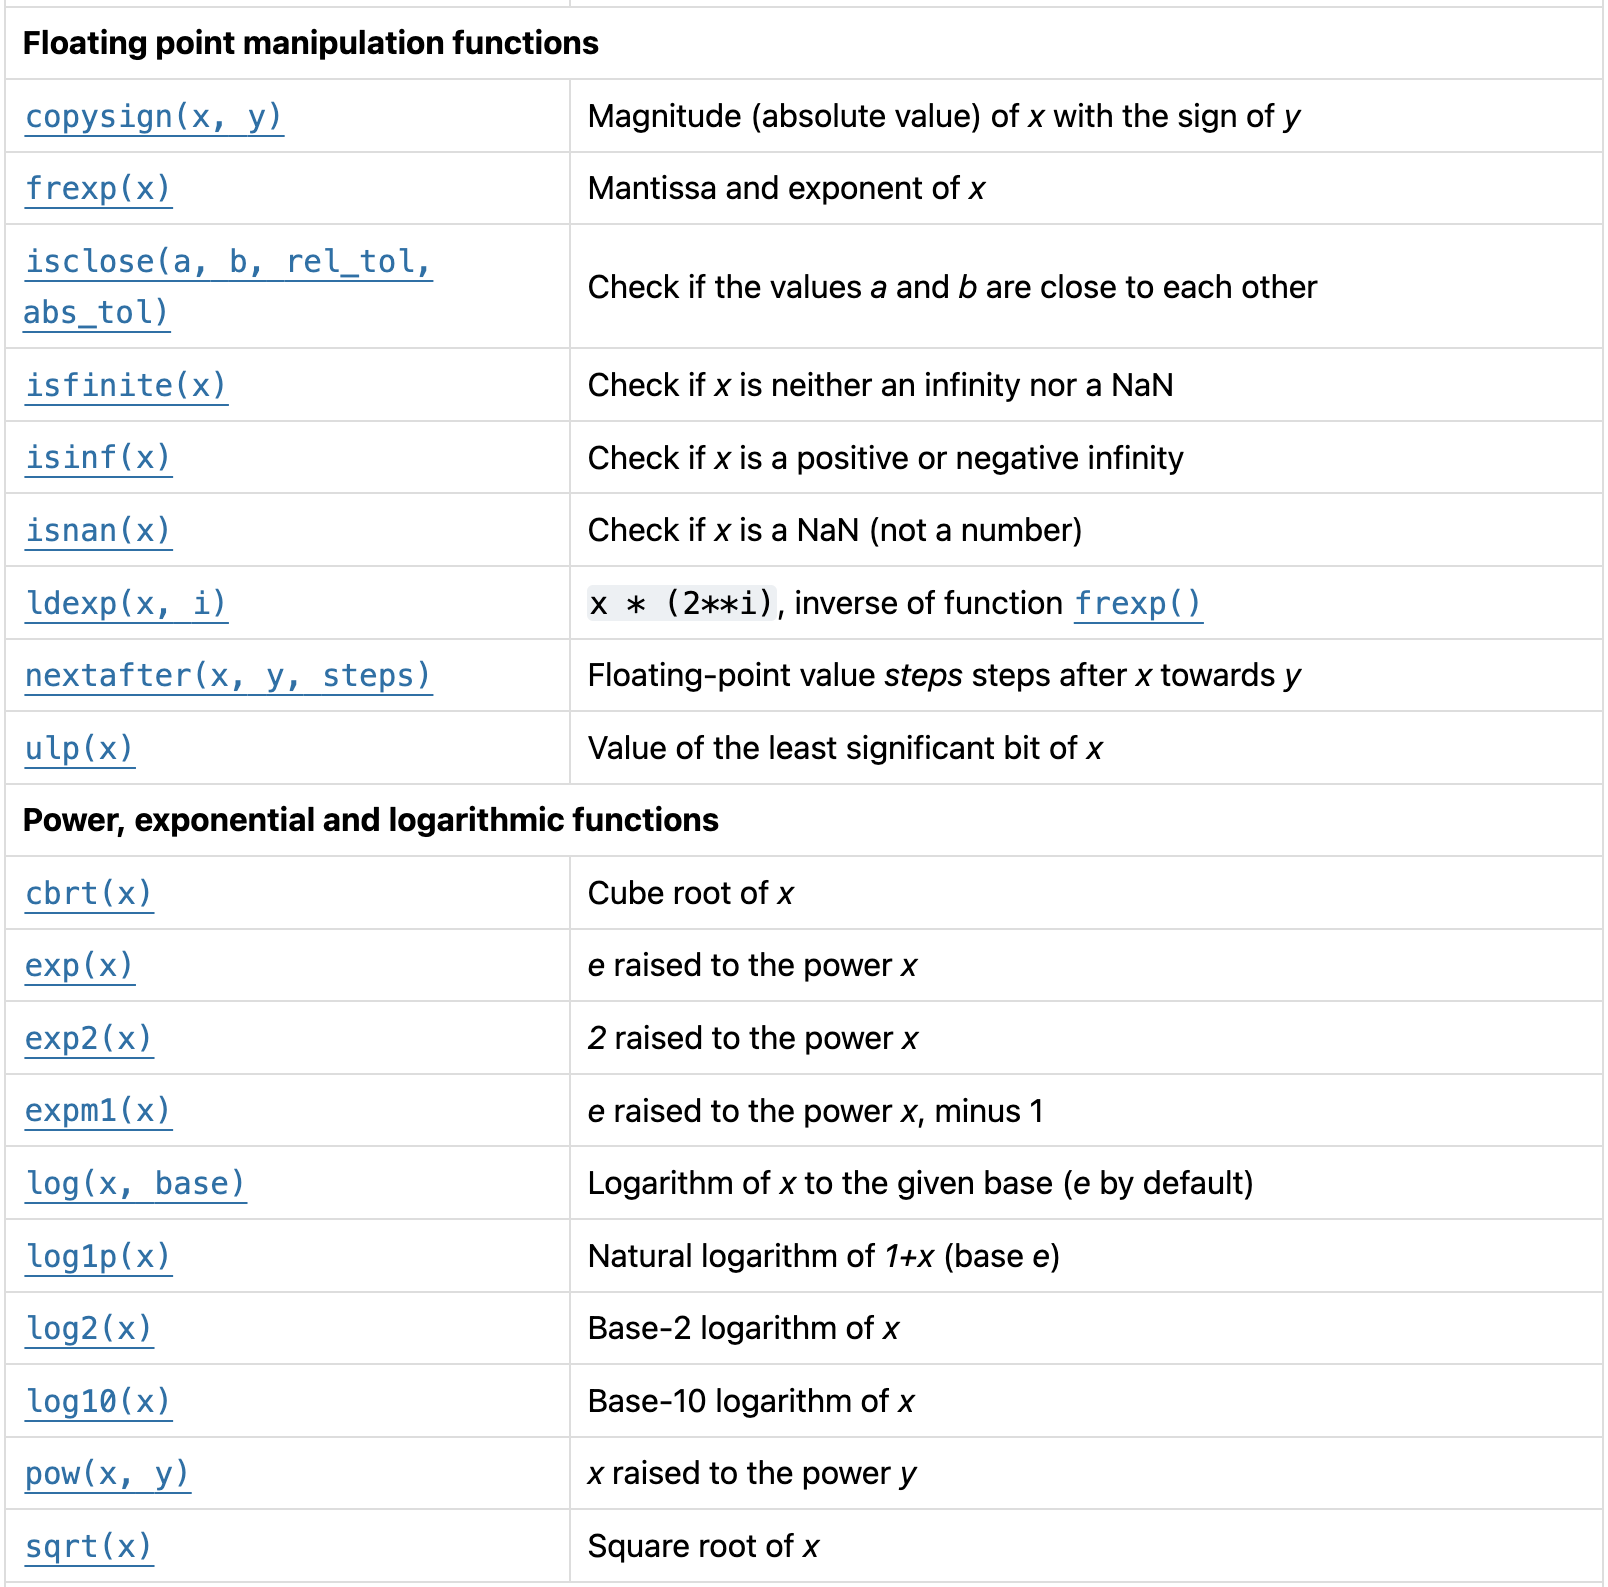 Floating point manipulation functions
copysign(x, y) Magnitude (absolute value) of x with the sign of y
frexp(x) Mantissa and exponent of x
isclose(a, b, rel_tol,
abs_tol) Check if the values a and b are close to each other
isfinite(x) Check if x is neither an infinity nor a NaN
isinf(x) Check if x is a positive or negative infinity
isnan(x) Check if x is a NaN (not a number)
ldexp(x, i) x * (2**i), inverse of function frexp()
nextafter(x, y, steps) Floating-point value steps steps after x towards y
ulp(x) Value of the least significant bit of x
Power, exponential and logarithmic functions
cbrt(x) Cube root of x
exp(x) e raised to the power x
exp2(x) 2 raised to the power x
expm1(x) e raised to the power x, minus 1
log(x, base) Logarithm of x to the given base (e by default)
log1p(x) Natural logarithm of 1+x (base e)
log2(x) Base-2 logarithm of x
log10(x) Base-10 logarithm of x
pow(x, y) x raised to the power y
sqrt(x) Square root of x